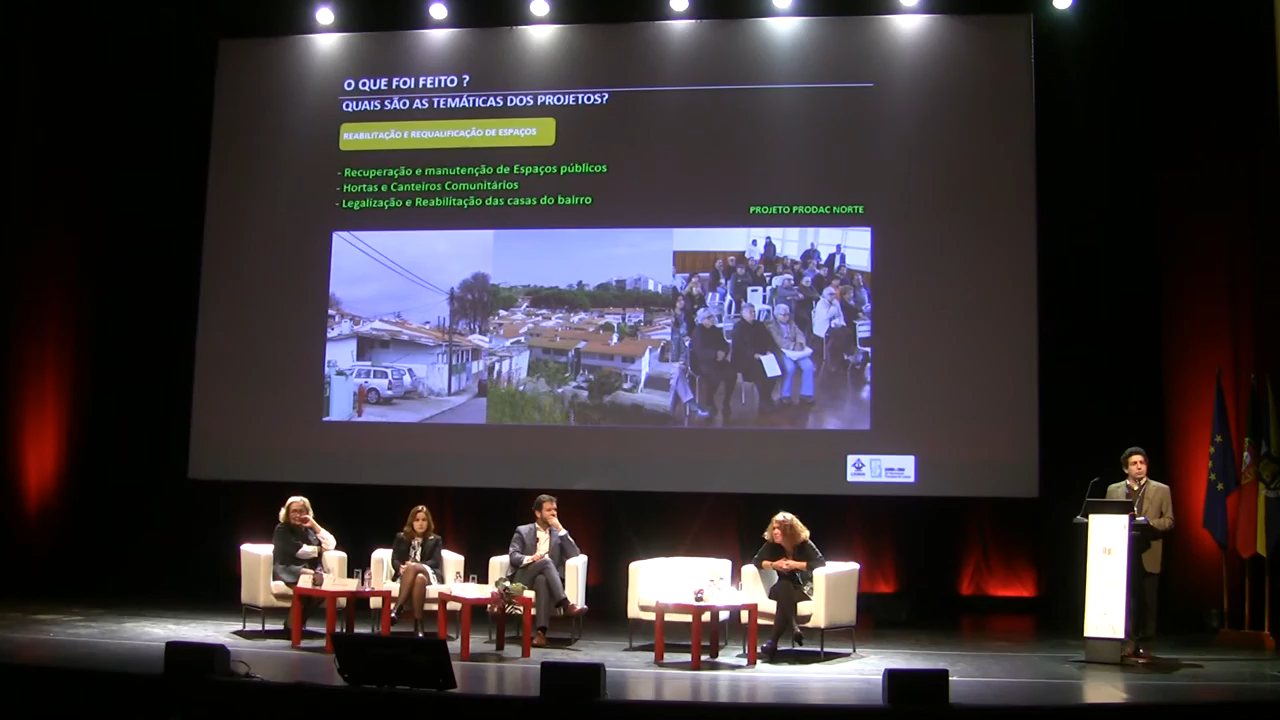 O QUE FOI FEITO ?
QUAIS SÃO AS TEMÁTICAS DOS PROJETOS?
REABILITAÇÃO E REQUALIFICAÇÃO DE ESPAÇOS
- Recuperação e manutenção de Espaços públicos
- Hortas e Canteiros Comunitários
- Legalização e Reabilitação das casas do bairro
PROJETO PRODAC NORTE